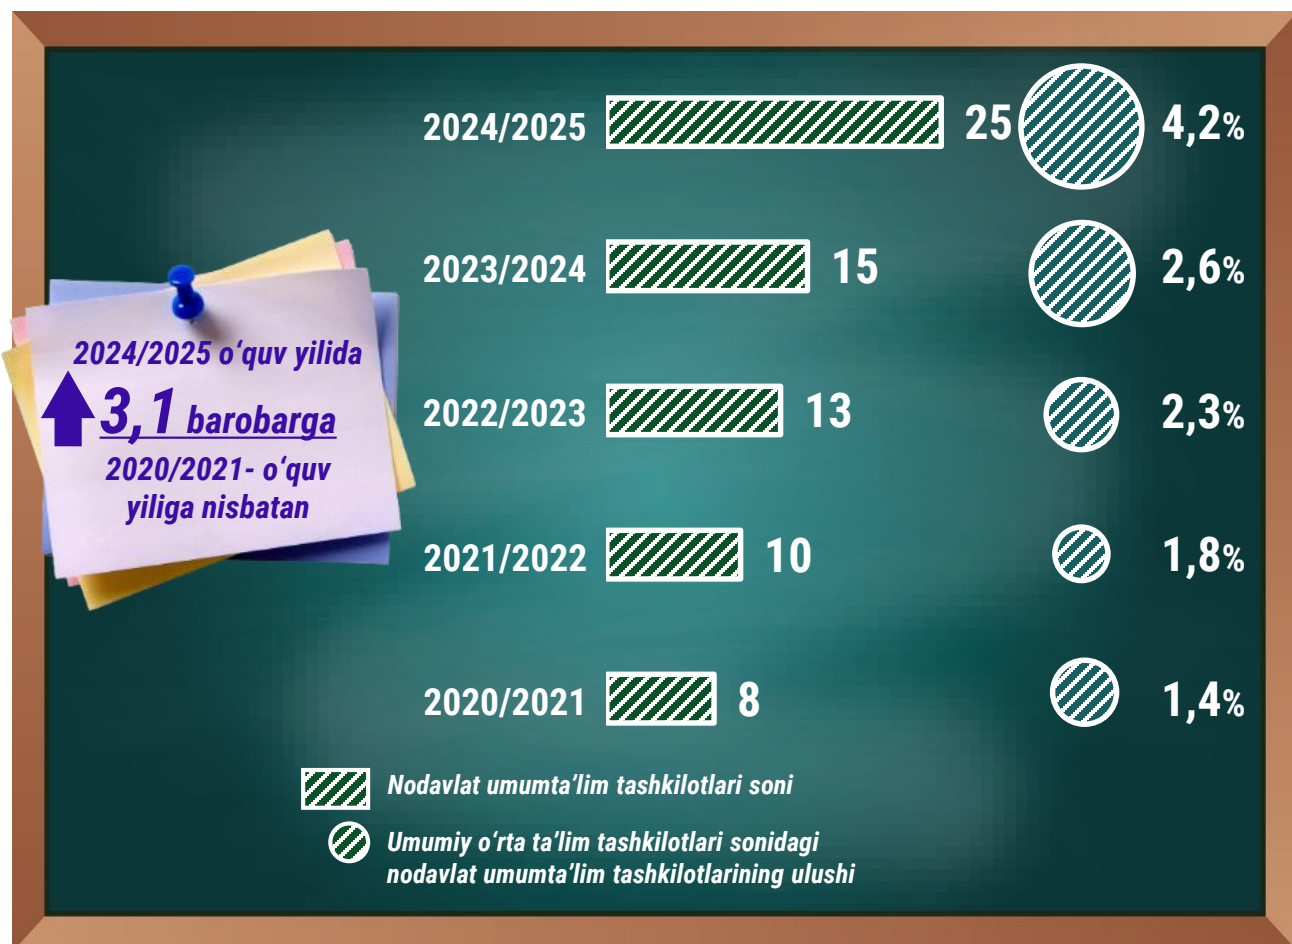 2024/2025 25 4,2%
2023/2024 15 2,6%
2022/2023 13 2,3%
2021/2022 10 1,8%
2020/2021 8 1,4%
2024/2025 o‘quv yilida
3,1 barobarga
2020/2021- o‘quv
yiliga nisbatan
Nodavlat umumta’lim tashkilotlari soni
Umumiy o‘rta ta’lim tashkilotlari sonidagi
nodavlat umumta’lim tashkilotlarining ulushi